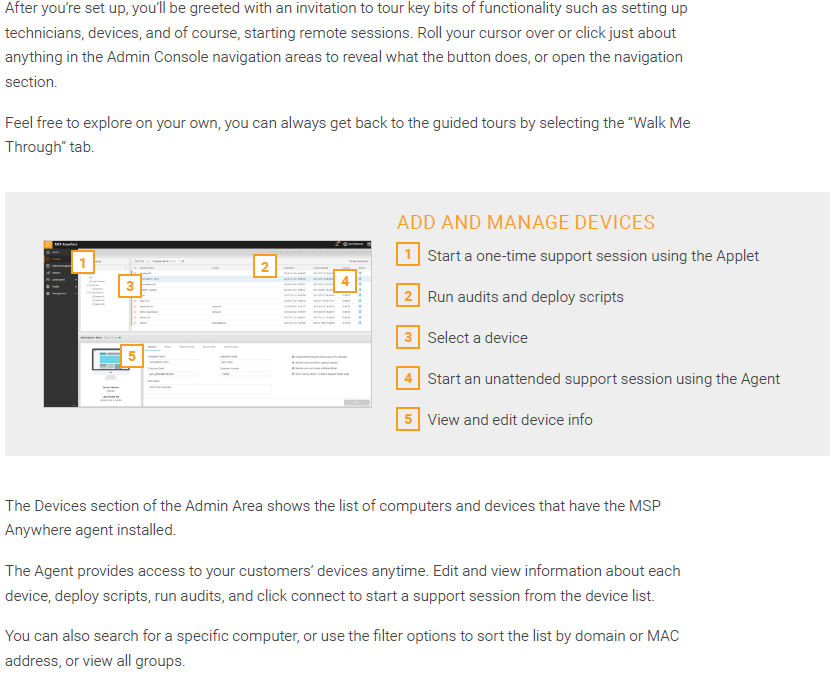 After you’re set up, you’ll be greeted with an invitation to tour key bits of functionality such as setting up
technicians, devices, and of course, starting remote sessions. Roll your cursor over or click just about
anything in the Admin Console navigation areas to reveal what the button does, or open the navigation
section.
Feel free to explore on your own, you can always get back to the guided tours by selecting the “Walk Me
Through” tab.
MSP Anywhere
1
2
3
4
5
ADD AND MANAGE DEVICES
1 Start a one-time support session using the Applet
2 Run audits and deploy scripts
3 Select a device
4 Start an unattended support session using the Agent
5 View and edit device info
The Devices section of the Admin Area shows the list of computers and devices that have the MSP
Anywhere agent installed.
The Agent provides access to your customers’ devices anytime. Edit and view information about each
device, deploy scripts, run audits, and click connect to start a support session from the device list.
You can also search for a specific computer, or use the filter options to sort the list by domain or MAC
address, or view all groups.